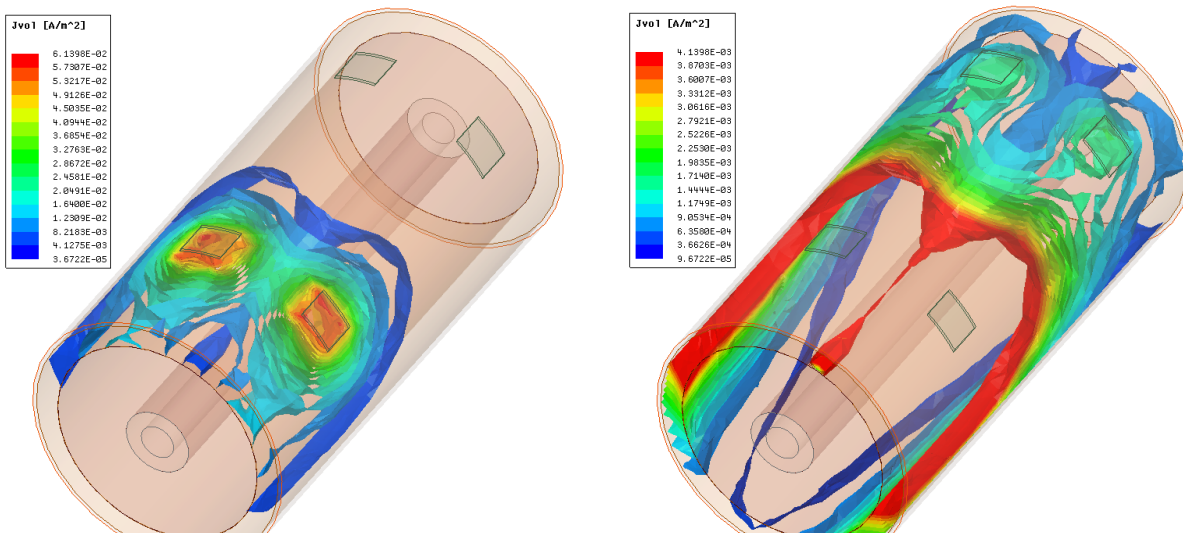 Jvol [A/m^2]
6.1398E-02
5.7307E-02
5.3217E-02
4.9126E-02
4.5035E-02
4.0944E-02
3.6854E-02
3.2763E-02
2.8672E-02
2.4581E-02
2.0491E-02
1.6400E-02
1.2309E-02
8.2183E-03
4.1275E-03
3.6722E-05
Jvol [A/m^2]
4.1398E-03
3.8703E-03
3.6007E-03
3.3312E-03
3.0616E-03
2.7921E-03
2.5226E-03
2.2530E-03
1.9835E-03
1.7140E-03
1.4444E-03
1.1749E-03
9.0534E-04
6.3580E-04
3.6626E-04
9.6722E-05